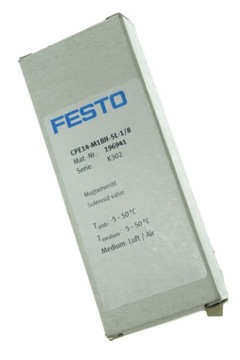 FESTO
CPE14-M1BH-5L-1/8
Mat.-Nr.: 196941
Serie: K302
Magnetventil
Solenoid valve
Tamb: -5 - 50 °C
Tmedium: -5 - 50 °C
Medium: Luft / Air